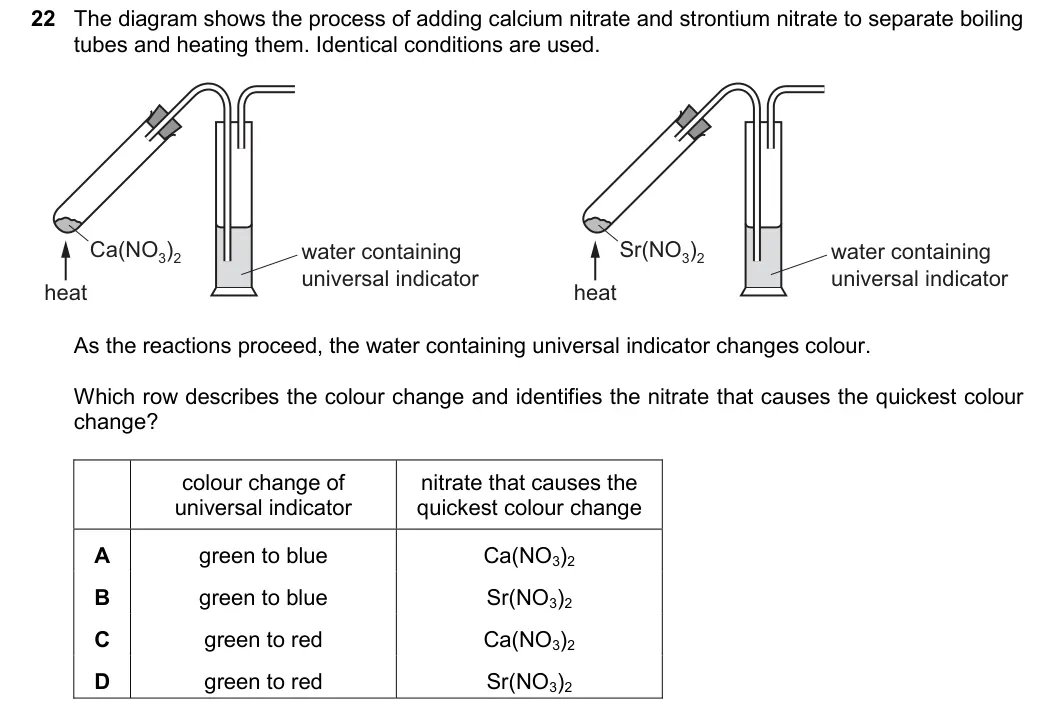 22 The diagram shows the process of adding calcium nitrate and strontium nitrate to separate boiling
tubes and heating them. Identical conditions are used.
Ca(NO₃)₂
heat
water containing
universal indicator
Sr(NO₃)₂
heat
water containing
universal indicator
As the reactions proceed, the water containing universal indicator changes colour.
Which row describes the colour change and identifies the nitrate that causes the quickest colour
change?
colour change of
universal indicator
nitrate that causes the
quickest colour change
A green to blue Ca(NO₃)₂
B green to blue Sr(NO₃)₂
C green to red Ca(NO₃)₂
D green to red Sr(NO₃)₂